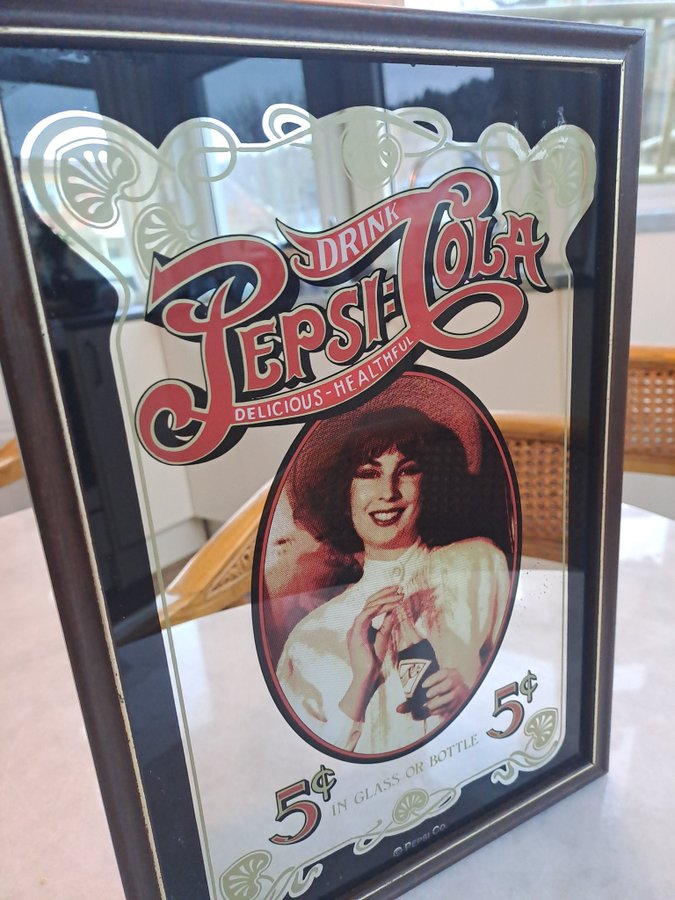 DRINK
PEPSI=COLA
DELICIOUS-HEALTHFUL
5¢ IN GLASS OR BOTTLE 5¢
© PEPSI CO.